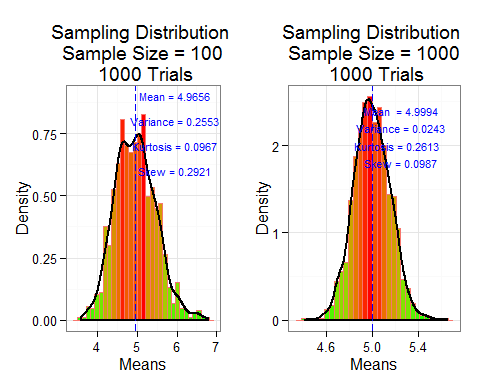 Sampling Distribution
Sample Size = 100
1000 Trials
Mean = 4.9656
Variance = 0.2553
Kurtosis = 0.0967
Skew = 0.2921
Density
0.75
0.50
0.25
0.00
4
5
6
7
Means
Sampling Distribution
Sample Size = 1000
1000 Trials
Mean = 4.9994
Variance = 0.0243
Kurtosis = 0.2613
Skew = 0.0987
Density
2
1
0
4.6
5.0
5.4
Means